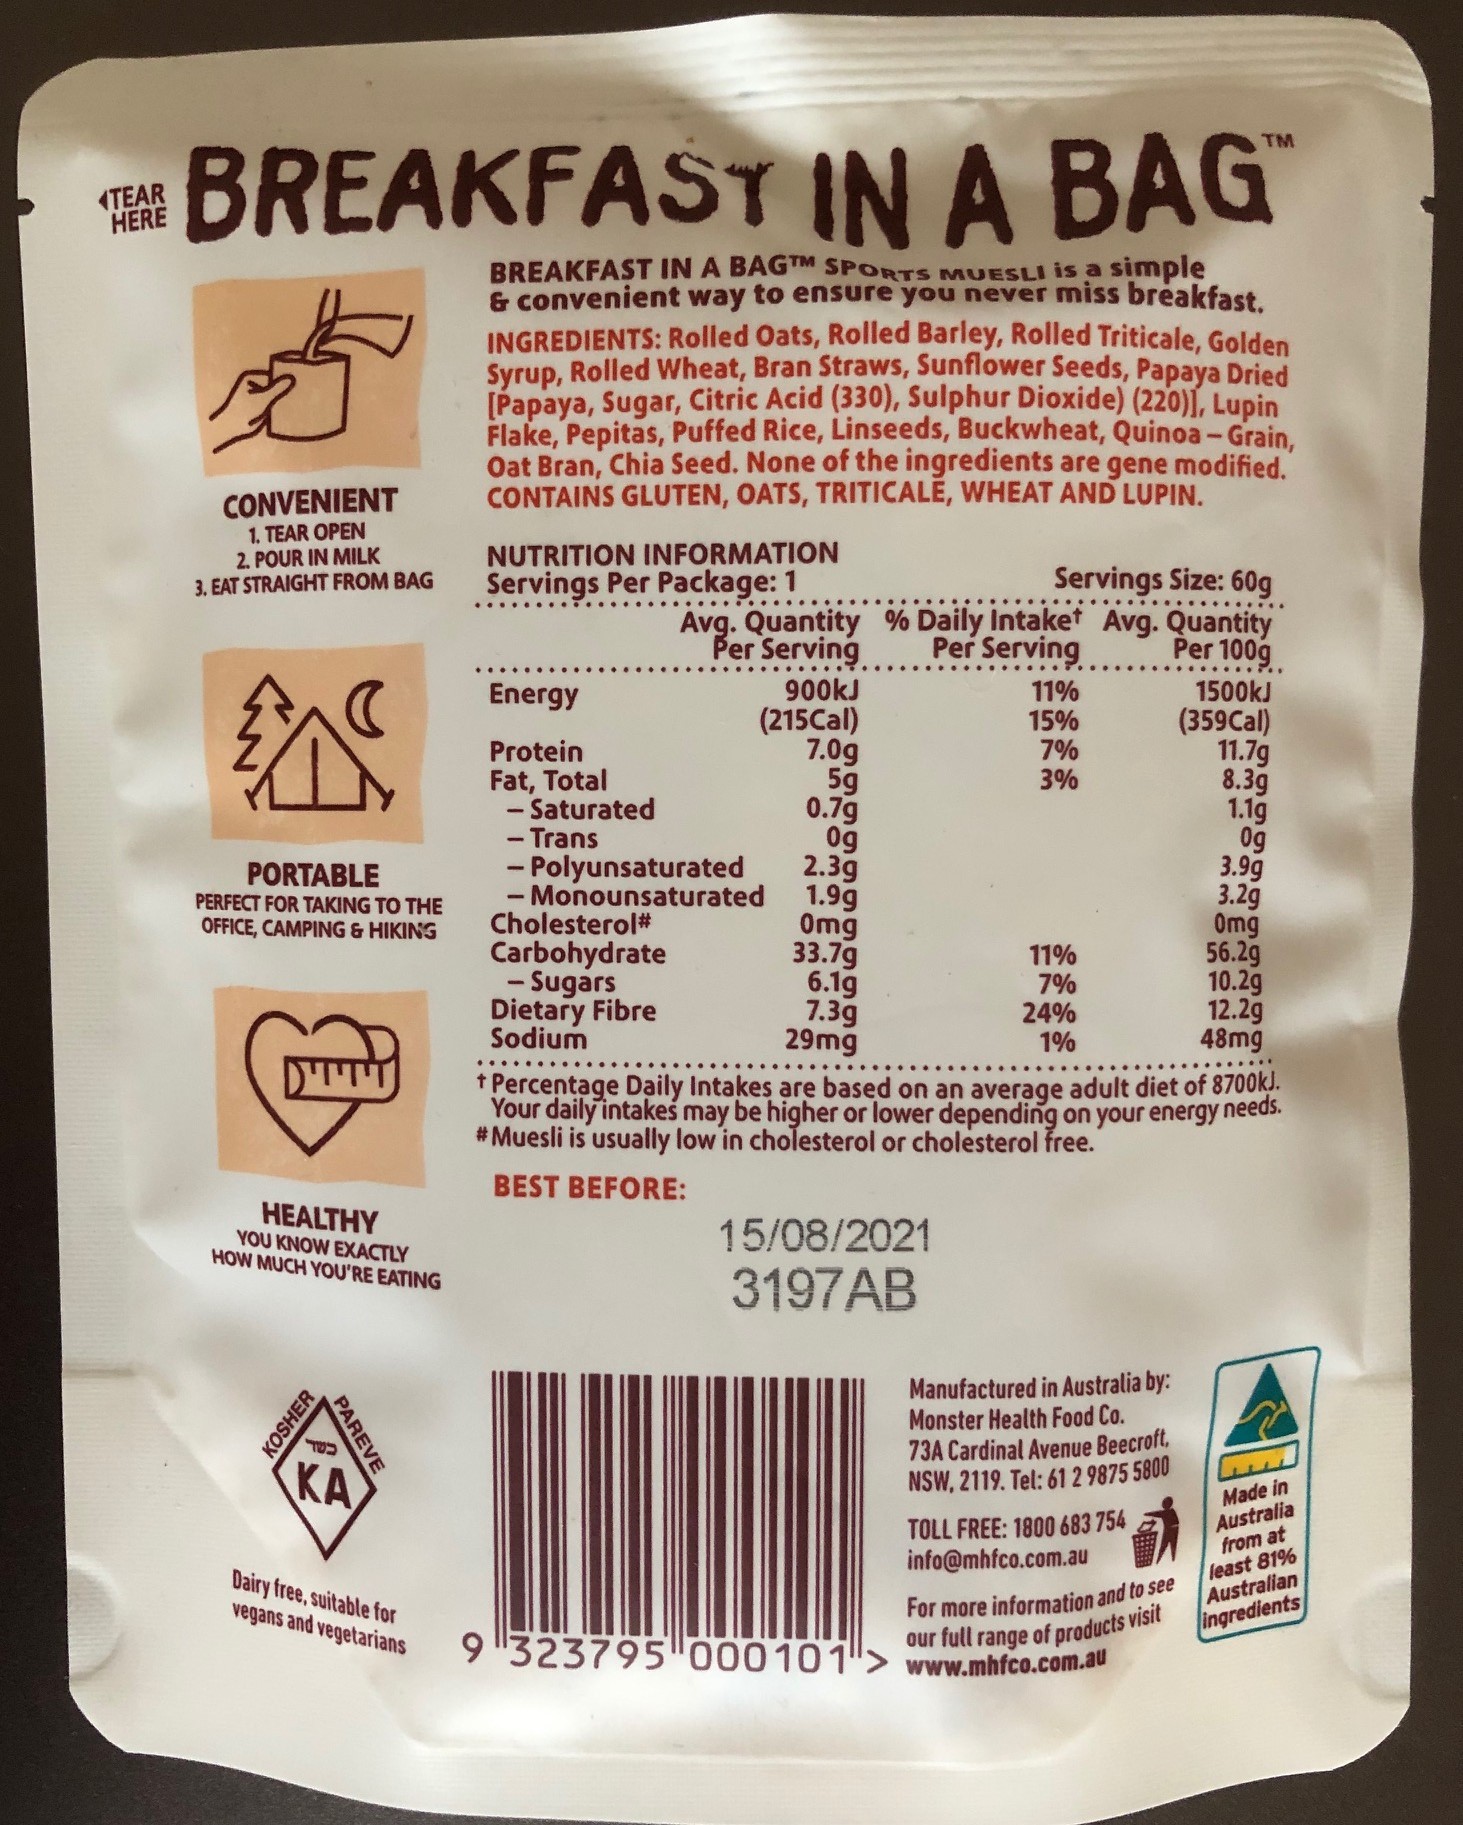 ◄TEAR
HERE
BREAKFAST IN A BAG™
BREAKFAST IN A BAG™ SPORTS MUESLI is a simple
& convenient way to ensure you never miss breakfast.
INGREDIENTS: Rolled Oats, Rolled Barley, Rolled Triticale, Golden
Syrup, Rolled Wheat, Bran Straws, Sunflower Seeds, Papaya Dried
[Papaya, Sugar, Citric Acid (330), Sulphur Dioxide) (220)], Lupin
Flake, Pepitas, Puffed Rice, Linseeds, Buckwheat, Quinoa – Grain,
Oat Bran, Chia Seed. None of the ingredients are gene modified.
CONTAINS GLUTEN, OATS, TRITICALE, WHEAT AND LUPIN.
CONVENIENT
1. TEAR OPEN
2. POUR IN MILK
3. EAT STRAIGHT FROM BAG
PORTABLE
PERFECT FOR TAKING TO THE
OFFICE, CAMPING & HIKING
HEALTHY
YOU KNOW EXACTLY
HOW MUCH YOU'RE EATING
NUTRITION INFORMATION
Servings Per Package: 1 Servings Size: 60g
Avg. Quantity % Daily Intake† Avg. Quantity
Per Serving Per Serving Per 100g
Energy 900kJ 11% 1500kJ
(215Cal) 15% (359Cal)
Protein 7.0g 7% 11.7g
Fat, Total 5g 3% 8.3g
– Saturated 0.7g 1.1g
– Trans 0g 0g
– Polyunsaturated 2.3g 3.9g
– Monounsaturated 1.9g 3.2g
Cholesterol# 0mg 0mg
Carbohydrate 33.7g 11% 56.2g
– Sugars 6.1g 7% 10.2g
Dietary Fibre 7.3g 24% 12.2g
Sodium 29mg 1% 48mg
† Percentage Daily Intakes are based on an average adult diet of 8700kJ.
Your daily intakes may be higher or lower depending on your energy needs.
# Muesli is usually low in cholesterol or cholesterol free.
BEST BEFORE:
15/08/2021
3197AB
KOSHER PAREVE
כשר
KA
Dairy free, suitable for
vegans and vegetarians
9 323795 000101 >
Manufactured in Australia by:
Monster Health Food Co.
73A Cardinal Avenue Beecroft,
NSW, 2119. Tel: 61 2 9875 5800
TOLL FREE: 1800 683 754
info@mhfco.com.au
For more information and to see
our full range of products visit
www.mhfco.com.au
Made in
Australia
from at
least 81%
Australian
ingredients